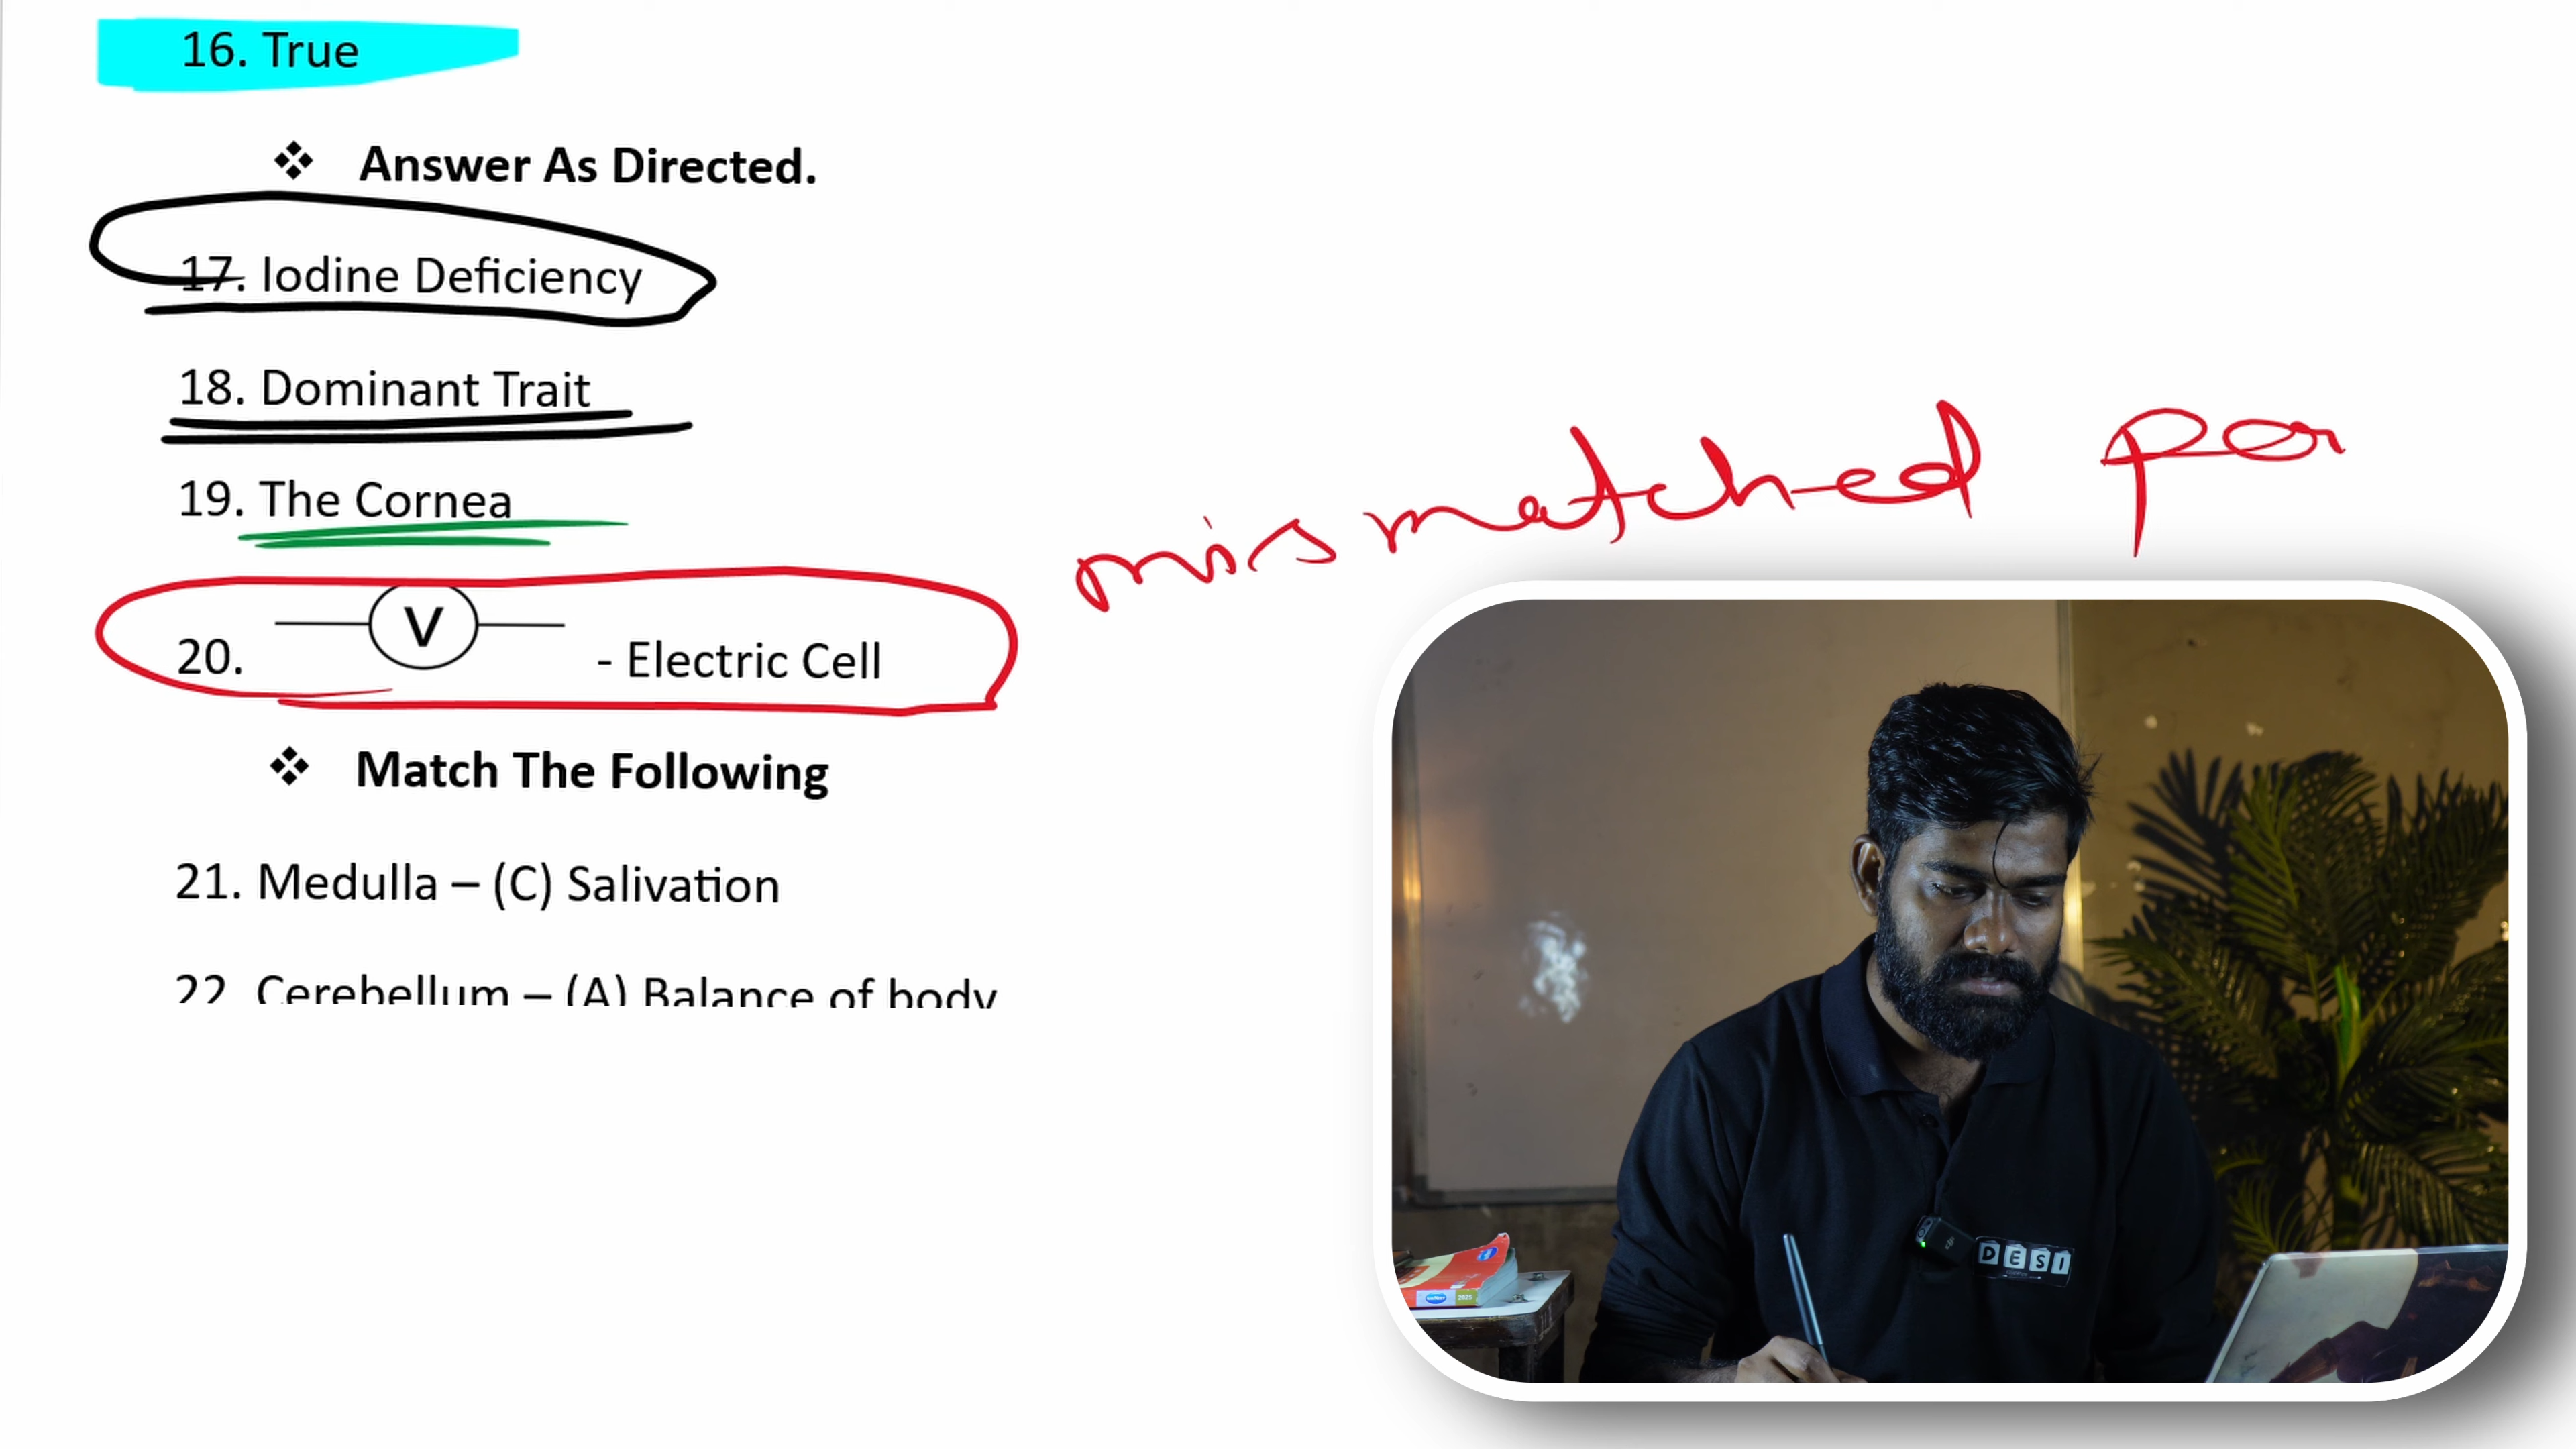 16. True
❖ Answer As Directed.
17. Iodine Deficiency
18. Dominant Trait
19. The Cornea
mismatched
20. V - Electric Cell
❖ Match The Following
21. Medulla – (C) Salivation
22. Cerebellum – (A) Balance of body
DESI
2025